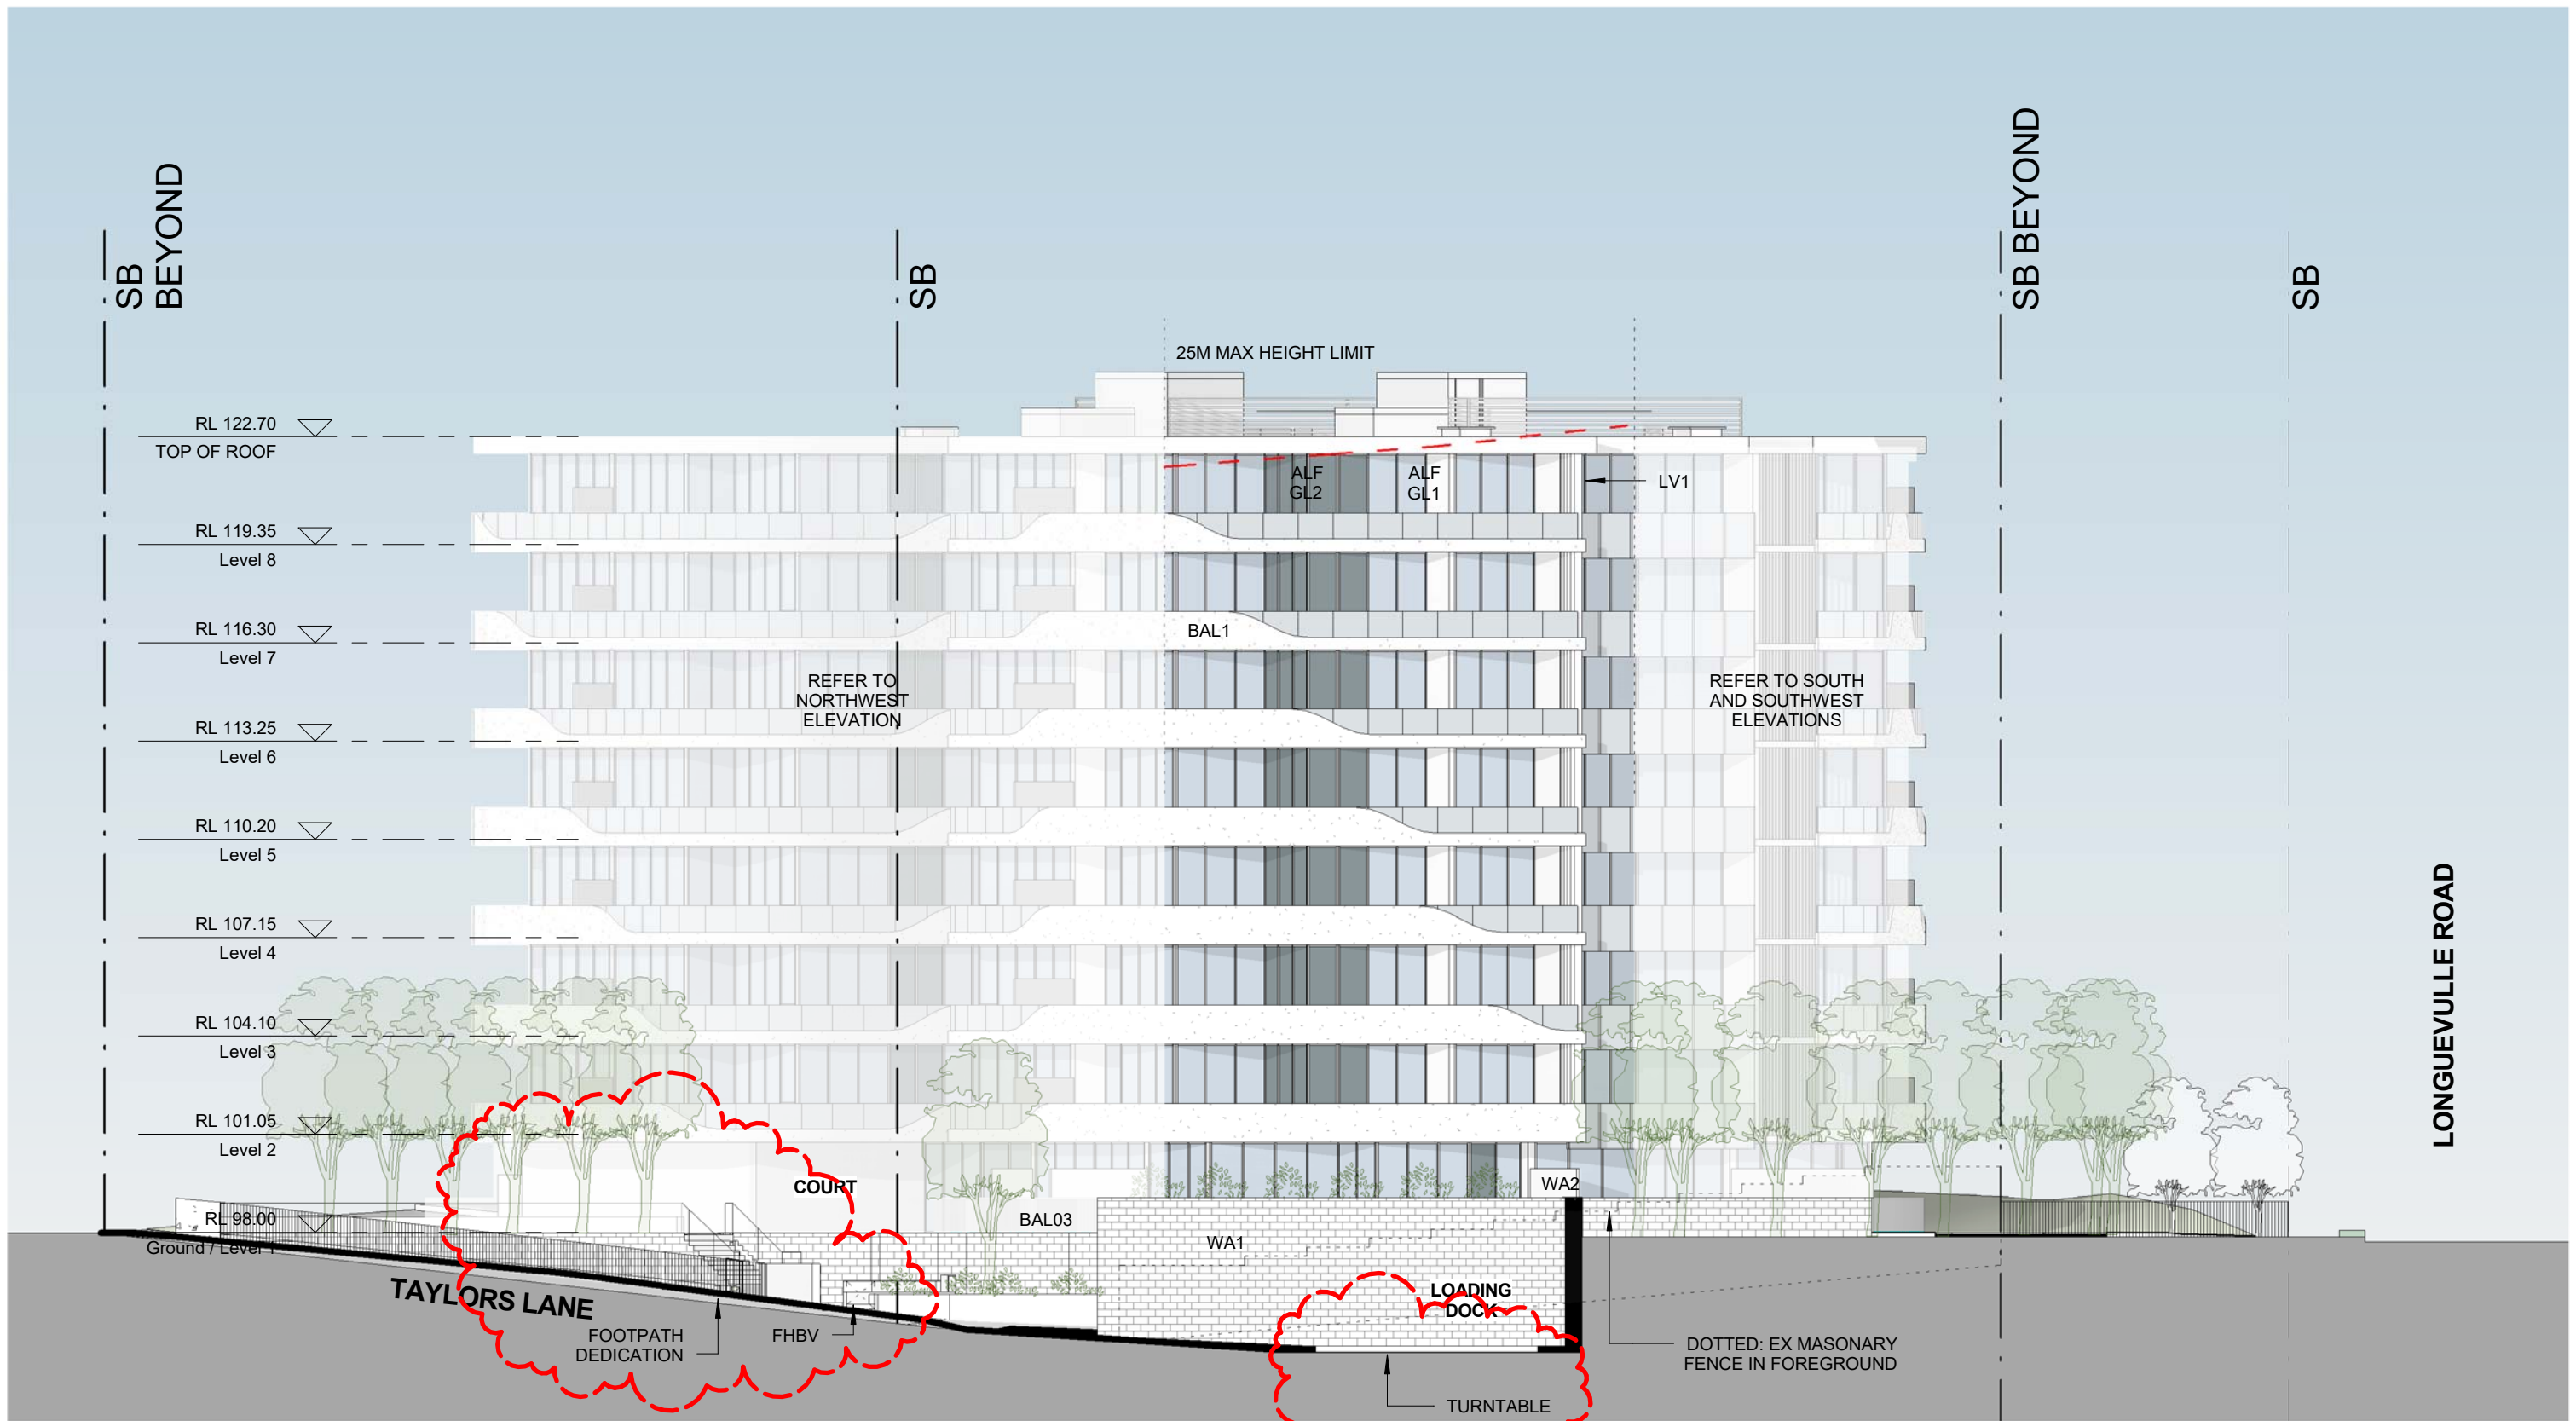 SB BEYOND
SB
BEYOND
SB
SB
25M MAX HEIGHT LIMIT
RL 122.70
TOP OF ROOF
ALF
GL2
ALF
GL1
LV1
RL 119.35
Level 8
RL 116.30
Level 7
BAL1
REFER TO
NORTHWEST
ELEVATION
REFER TO SOUTH
AND SOUTHWEST
ELEVATIONS
RL 113.25
Level 6
RL 110.20
Level 5
RL 107.15
Level 4
LONGUEVULLE ROAD
RL 104.10
Level 3
RL 101.05
Level 2
COURT
WA2
RL 98.00
Ground / Level 1
BAL03
WA1
TAYLORS LANE
LOADING
DOCK
FOOTPATH
DEDICATION
FHBV
DOTTED: EX MASONARY
FENCE IN FOREGROUND
TURNTABLE